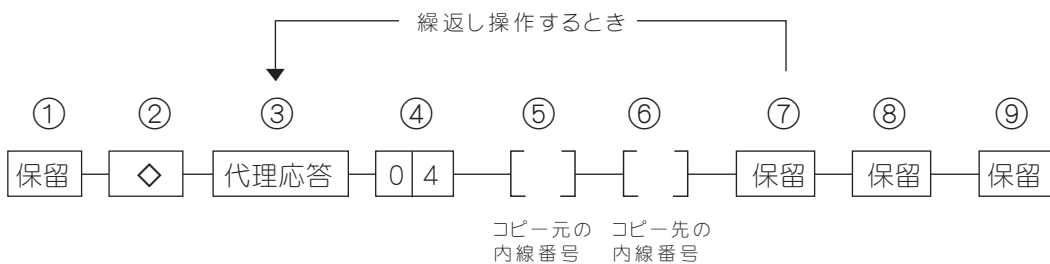 繰返し操作するとき
① ② ③ ④ ⑤ ⑥ ⑦ ⑧ ⑨
保留 ◇ 代理応答 0 4 [ ] [ ] 保留 保留 保留
コピー元の 内線番号
コピー先の 内線番号